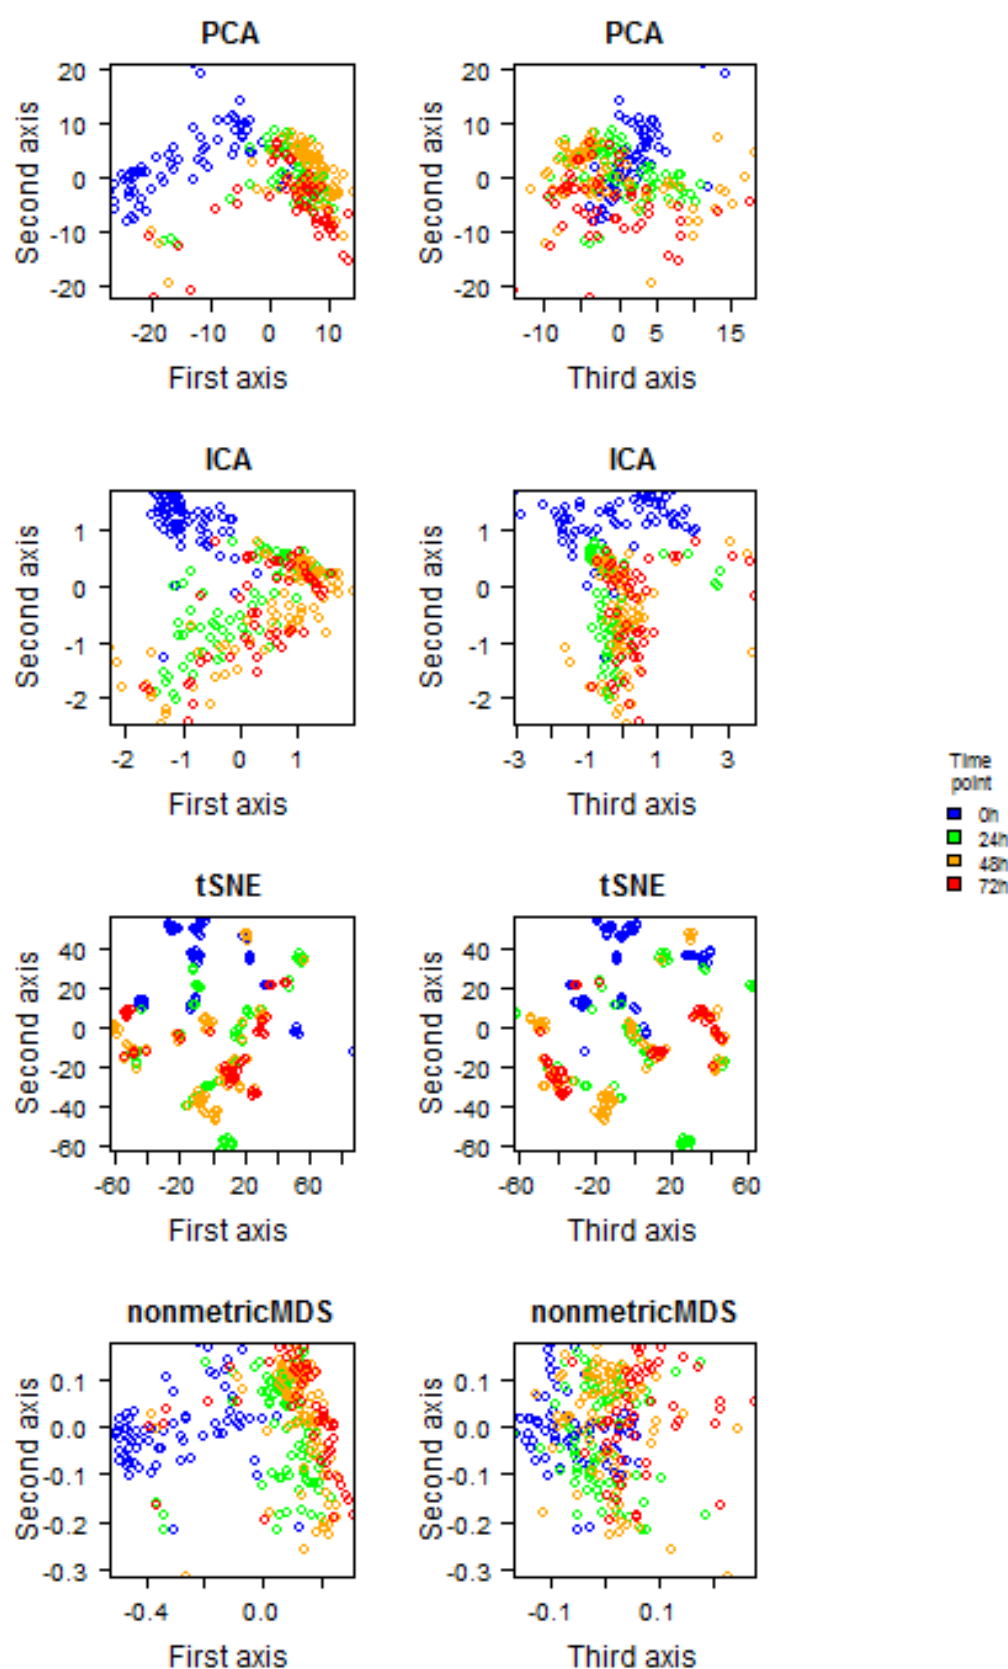 PCA
PCA
Second axis
20
10
0
-10
-20
-20 -10 0 10
First axis
Second axis
20
10
0
-10
-20
-10 0 5 15
Third axis
ICA
ICA
Second axis
1
0
-1
-2
-2 -1 0 1
First axis
Second axis
1
0
-1
-2
-3 -1 1 3
Third axis
Time
point
0h
24h
48h
72h
tSNE
tSNE
Second axis
40
20
0
-20
-40
-60
-60 -20 20 60
First axis
Second axis
40
20
0
-20
-40
-60
-60 -20 20 60
Third axis
nonmetricMDS
nonmetricMDS
Second axis
0.1
0.0
-0.1
-0.2
-0.3
-0.4 0.0
First axis
Second axis
0.1
0.0
-0.1
-0.2
-0.3
-0.1 0.1
Third axis